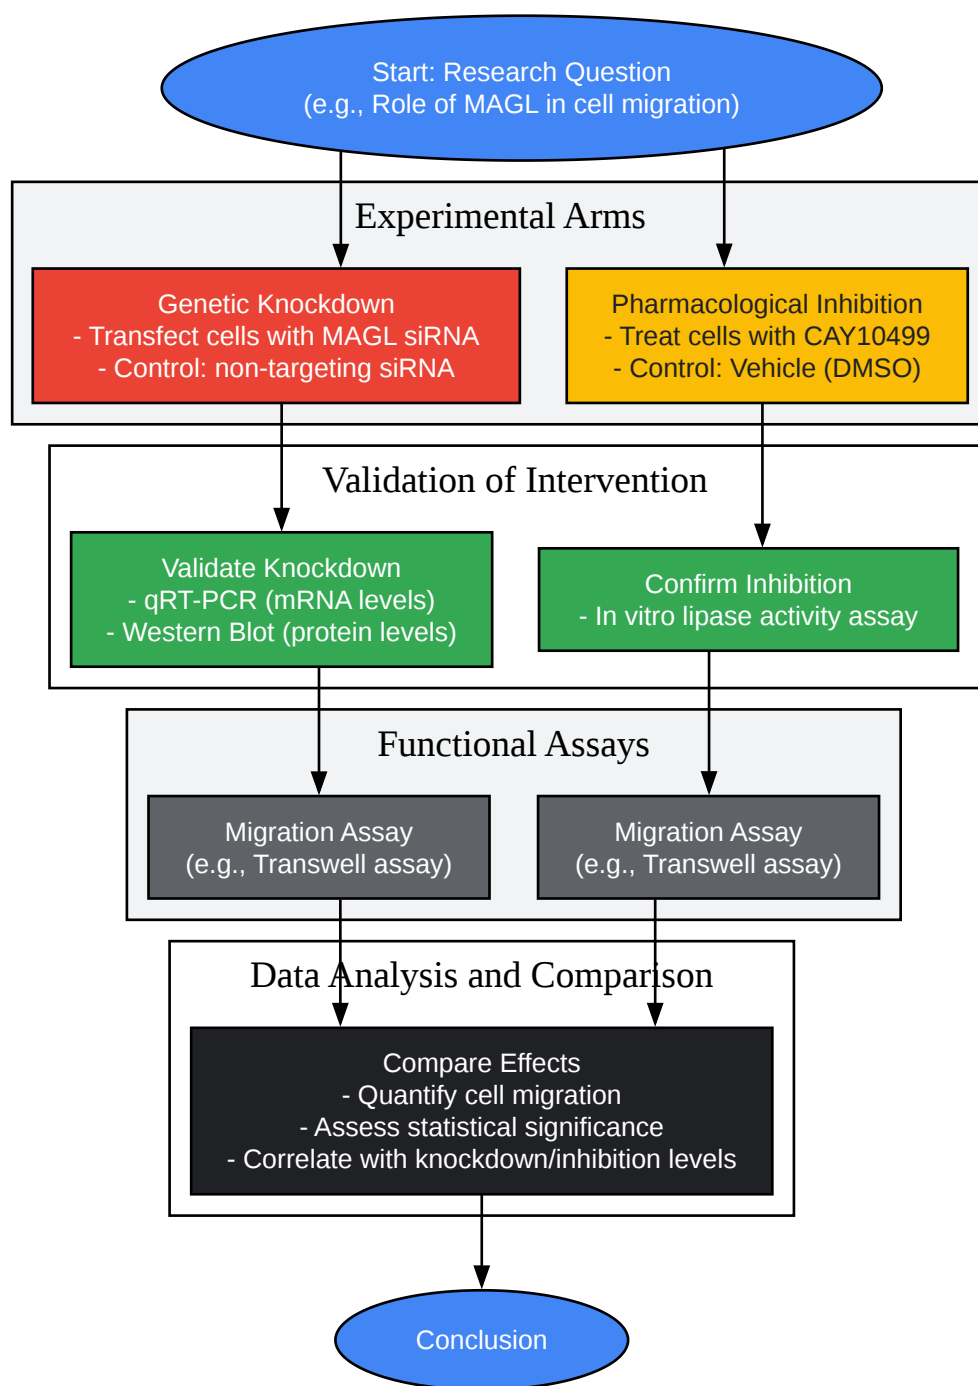 Start: Research Question
(e.g., Role of MAGL in cell migration)
Experimental Arms
Genetic Knockdown
- Transfect cells with MAGL siRNA
- Control: non-targeting siRNA
Pharmacological Inhibition
- Treat cells with CAY10499
- Control: Vehicle (DMSO)
Validation of Intervention
Validate Knockdown
- qRT-PCR (mRNA levels)
- Western Blot (protein levels)
Confirm Inhibition
- In vitro lipase activity assay
Functional Assays
Migration Assay
(e.g., Transwell assay)
Migration Assay
(e.g., Transwell assay)
Data Analysis and Comparison
Compare Effects
- Quantify cell migration
- Assess statistical significance
- Correlate with knockdown/inhibition levels
Conclusion